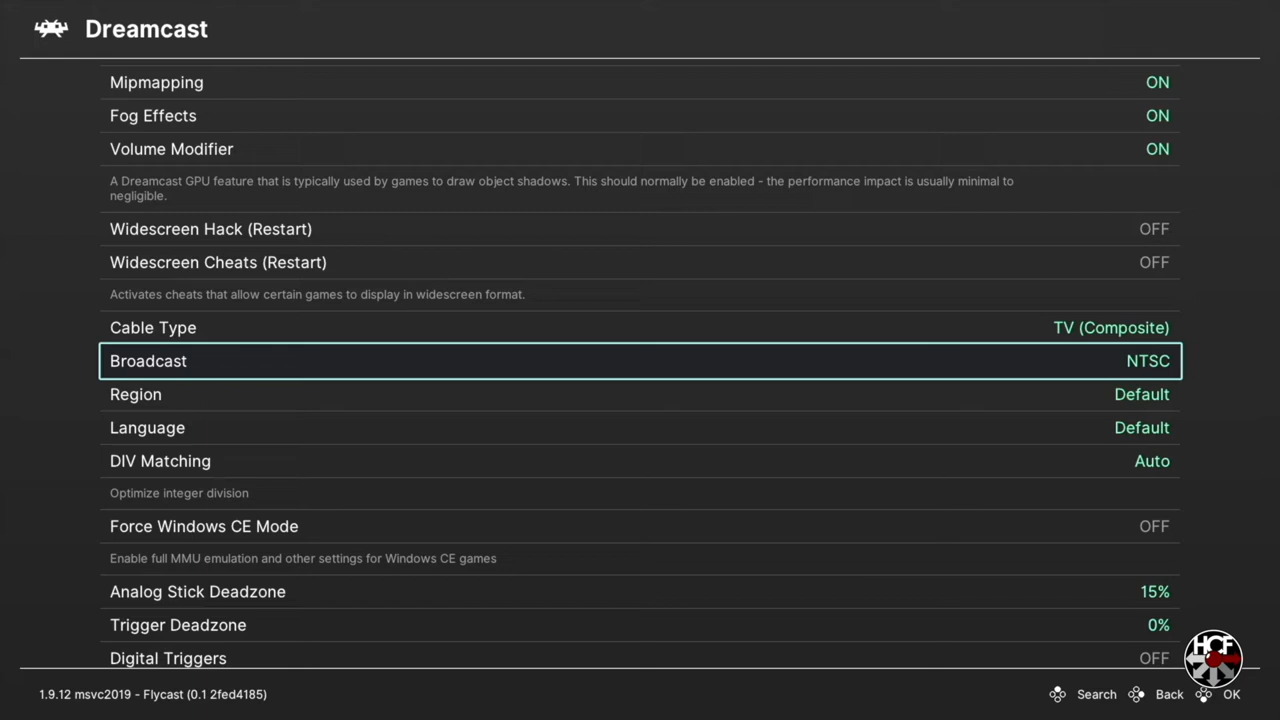 Dreamcast
Mipmapping ON
Fog Effects ON
Volume Modifier ON
A Dreamcast GPU feature that is typically used by games to draw object shadows. This should normally be enabled - the performance impact is usually minimal to
negligible.
Widescreen Hack (Restart) OFF
Widescreen Cheats (Restart) OFF
Activates cheats that allow certain games to display in widescreen format.
Cable Type TV (Composite)
Broadcast NTSC
Region Default
Language Default
DIV Matching Auto
Optimize integer division
Force Windows CE Mode OFF
Enable full MMU emulation and other settings for Windows CE games
Analog Stick Deadzone 15%
Trigger Deadzone 0%
Digital Triggers OFF
HCF
1.9.12 msvc2019 - Flycast (0.1 2fed4185) Search Back OK